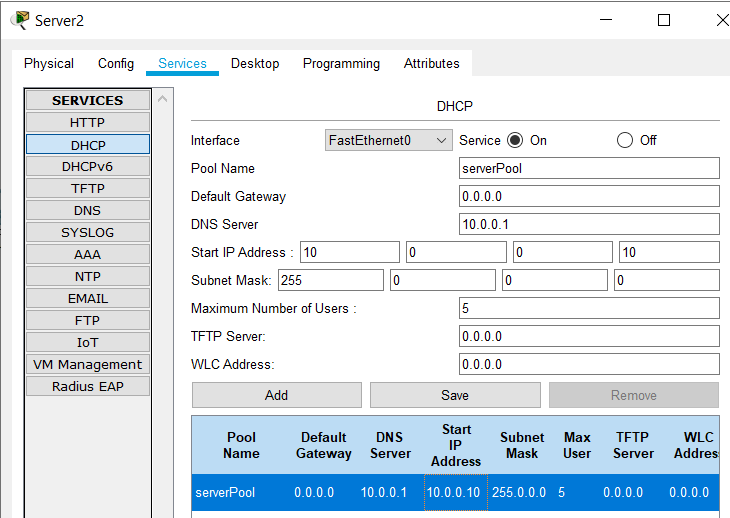 Server2
Physical Config Services Desktop Programming Attributes
SERVICES
HTTP
DHCP
DHCPv6
TFTP
DNS
SYSLOG
AAA
NTP
EMAIL
FTP
IoT
VM Management
Radius EAP
DHCP
Interface FastEthernet0 Service On Off
Pool Name serverPool
Default Gateway 0.0.0.0
DNS Server 10.0.0.1
Start IP Address : 10 0 0 10
Subnet Mask: 255 0 0 0
Maximum Number of Users : 5
TFTP Server: 0.0.0.0
WLC Address: 0.0.0.0
Add Save Remove
Pool Name Default Gateway DNS Server Start IP Address Subnet Mask Max User TFTP Server WLC Address
serverPool 0.0.0.0 10.0.0.1 10.0.0.10 255.0.0.0 5 0.0.0.0 0.0.0.0